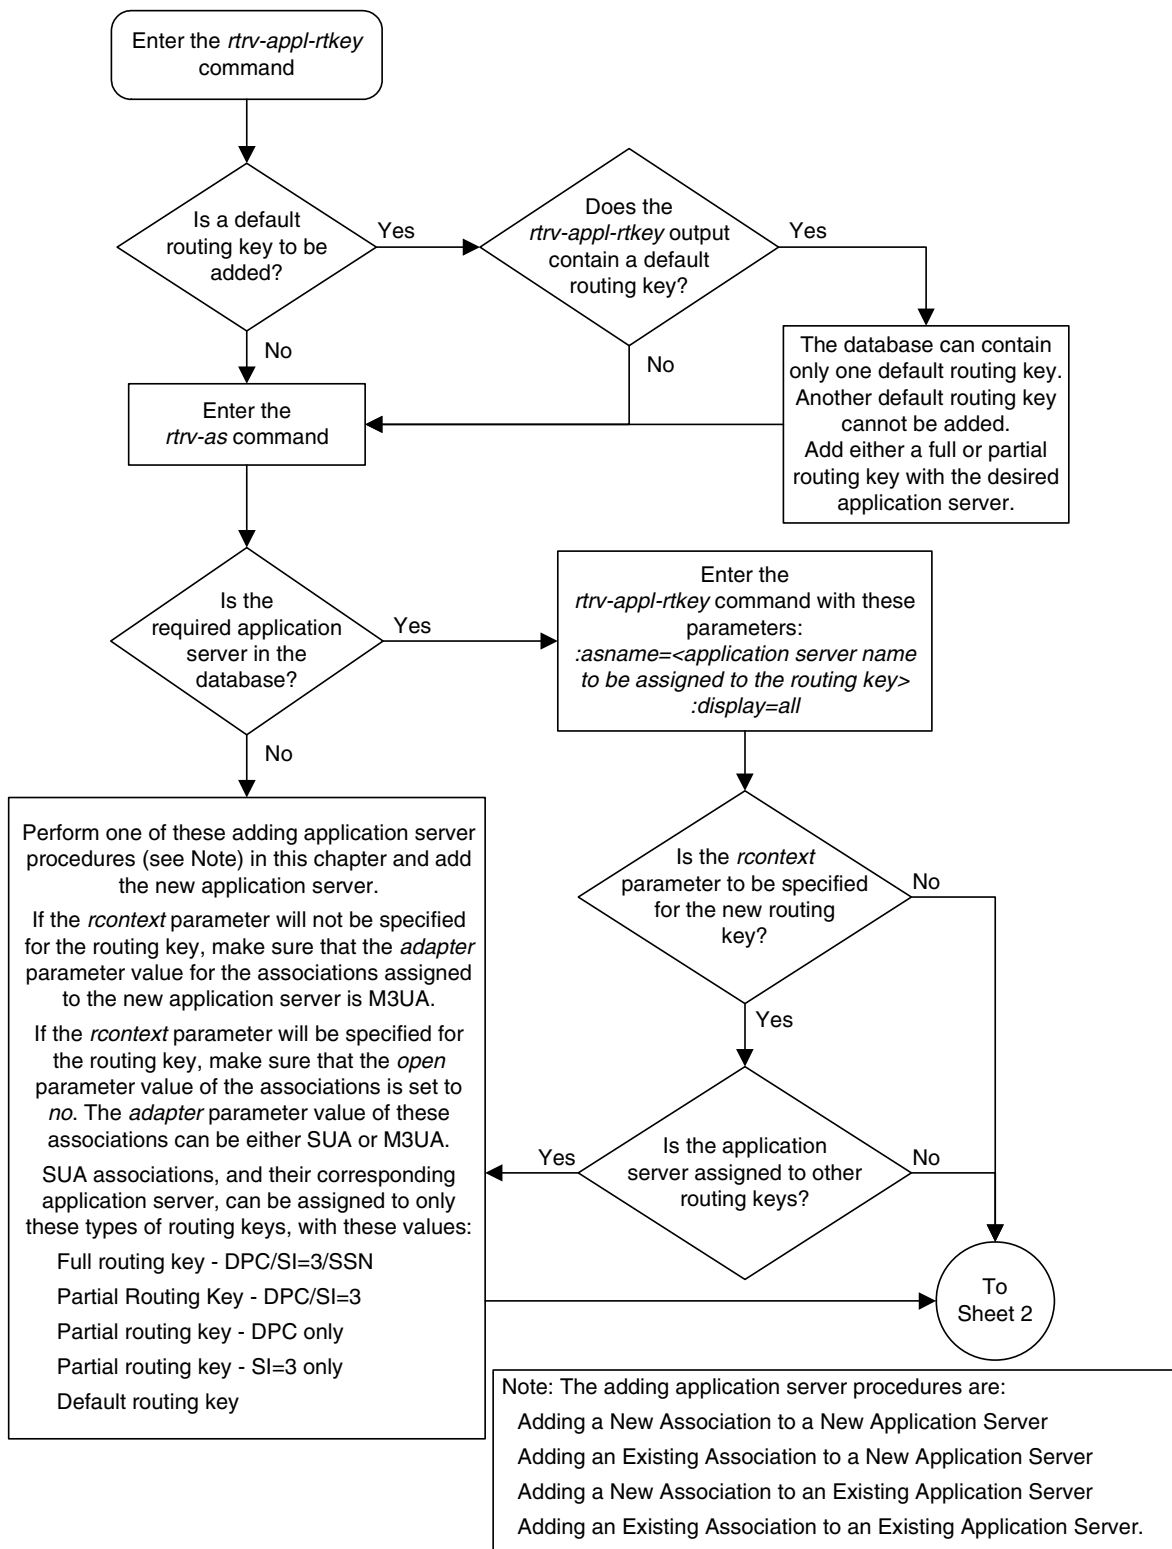 Enter the rtrv-appl-rtkey
command
Is a default
routing key to be
added?
Yes
Does the
rtrv-appl-rtkey output
contain a default
routing key?
Yes
No
No
The database can contain
only one default routing key.
Another default routing key
cannot be added.
Add either a full or partial
routing key with the desired
application server.
Enter the
rtrv-as command
Is the
required application
server in the
database?
Yes
Enter the
rtrv-appl-rtkey command with these
parameters:
:asname=<application server name
to be assigned to the routing key>
:display=all
No
Perform one of these adding application server
procedures (see Note) in this chapter and add
the new application server.
If the rcontext parameter will not be specified
for the routing key, make sure that the adapter
parameter value for the associations assigned
to the new application server is M3UA.
If the rcontext parameter will be specified for
the routing key, make sure that the open
parameter value of the associations is set to
no. The adapter parameter value of these
associations can be either SUA or M3UA.
SUA associations, and their corresponding
application server, can be assigned to only
these types of routing keys, with these values:
Full routing key - DPC/SI=3/SSN
Partial Routing Key - DPC/SI=3
Partial routing key - DPC only
Partial routing key - SI=3 only
Default routing key
Is the rcontext
parameter to be specified
for the new routing
key?
No
Yes
Is the application
server assigned to other
routing keys?
Yes
No
To
Sheet 2
Note: The adding application server procedures are:
Adding a New Association to a New Application Server
Adding an Existing Association to a New Application Server
Adding a New Association to an Existing Application Server
Adding an Existing Association to an Existing Application Server.